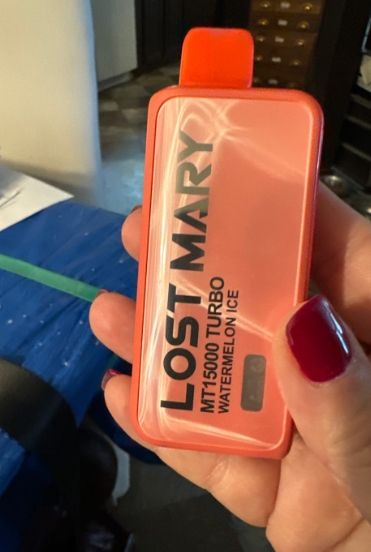 LOST MARY
MT15000 TURBO
WATERMELON ICE